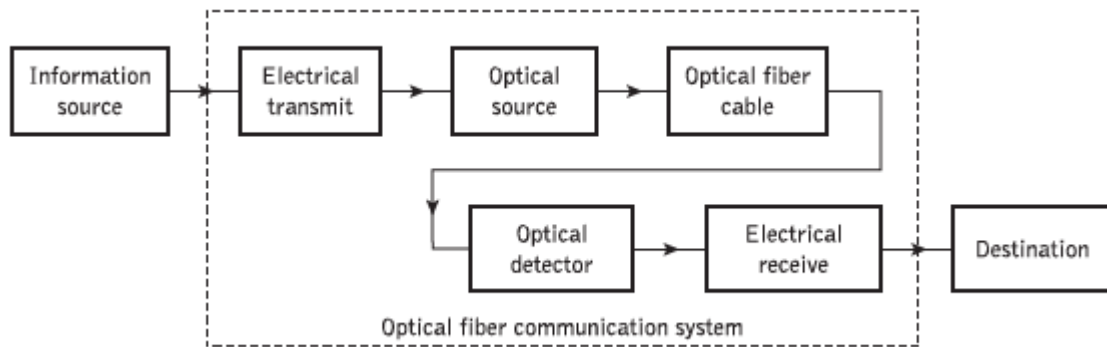 Information
source
Electrical
transmit
Optical
source
Optical fiber
cable
Optical
detector
Electrical
receive
Destination
Optical fiber communication system